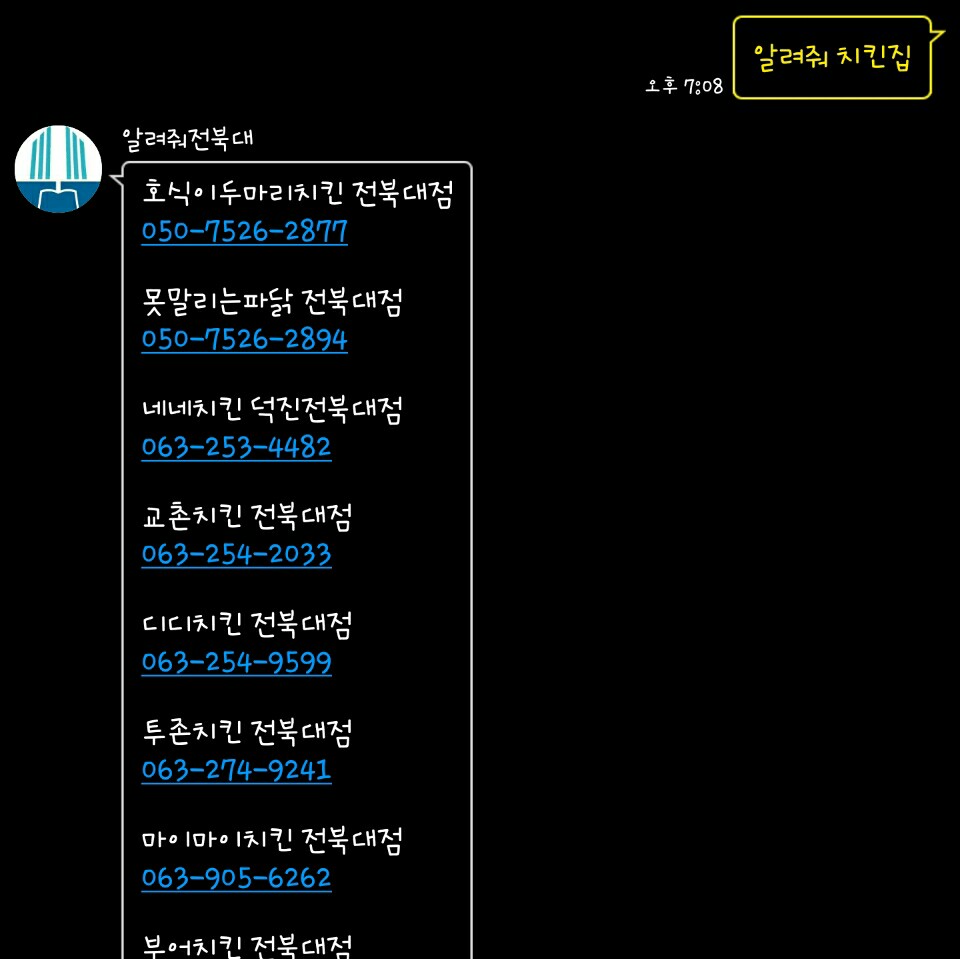 알려줘 치킨집
오후 7:08
알려줘전북대
호식이두마리치킨 전북대점
050-7526-2877
못말리는파닭 전북대점
050-7526-2894
네네치킨 덕진전북대점
063-253-4482
교촌치킨 전북대점
063-254-2033
디디치킨 전북대점
063-254-9599
투존치킨 전북대점
063-274-9241
마이마이치킨 전북대점
063-905-6262
부어치킨 전북대점